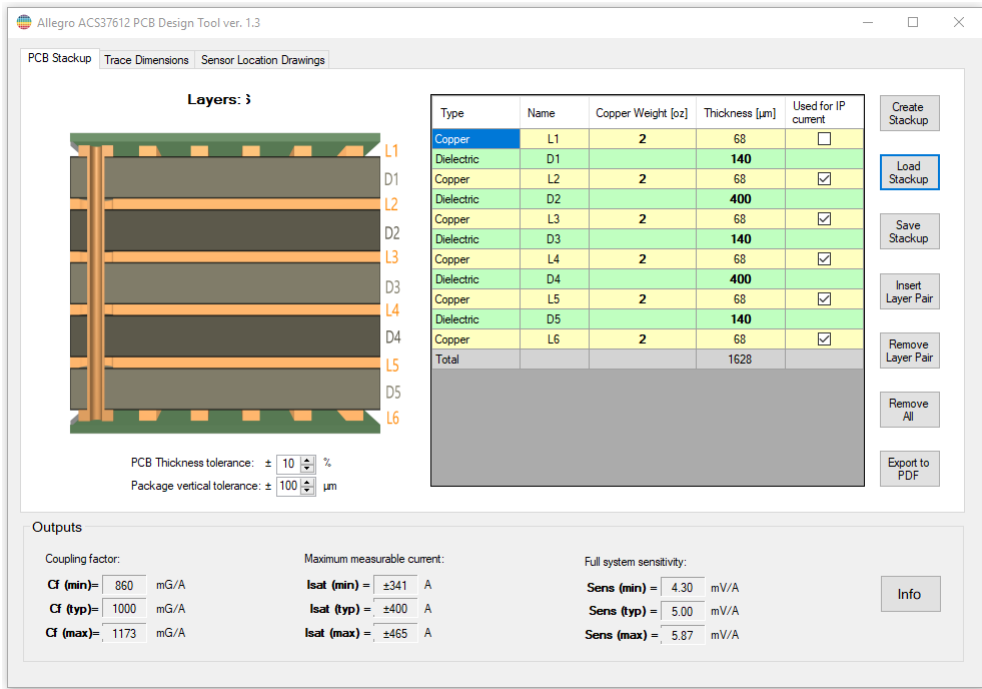 Allegro ACS37612 PCB Design Tool ver. 1.3
PCB Stackup Trace Dimensions Sensor Location Drawings
Layers:
L1
D1
L2
D2
L3
D3
L4
D4
L5
D5
L6
PCB Thickness tolerance: ± 10 %
Package vertical tolerance: ± 100 µm
Type Name Copper Weight [oz] Thickness [µm] Used for IP current
Copper L1 2 68
Dielectric D1 140
Copper L2 2 68
Dielectric D2 400
Copper L3 2 68
Dielectric D3 140
Copper L4 2 68
Dielectric D4 400
Copper L5 2 68
Dielectric D5 140
Copper L6 2 68
Total 1628
Create
Stackup
Load
Stackup
Save
Stackup
Insert
Layer Pair
Remove
Layer Pair
Remove
All
Export to
PDF
Outputs
Coupling factor:
Cf (min)= 860 mG/A
Cf (typ)= 1000 mG/A
Cf (max)= 1173 mG/A
Maximum measurable current:
Isat (min) = ±341 A
Isat (typ) = ±400 A
Isat (max) = ±465 A
Full system sensitivity:
Sens (min) = 4.30 mV/A
Sens (typ) = 5.00 mV/A
Sens (max) = 5.87 mV/A
Info